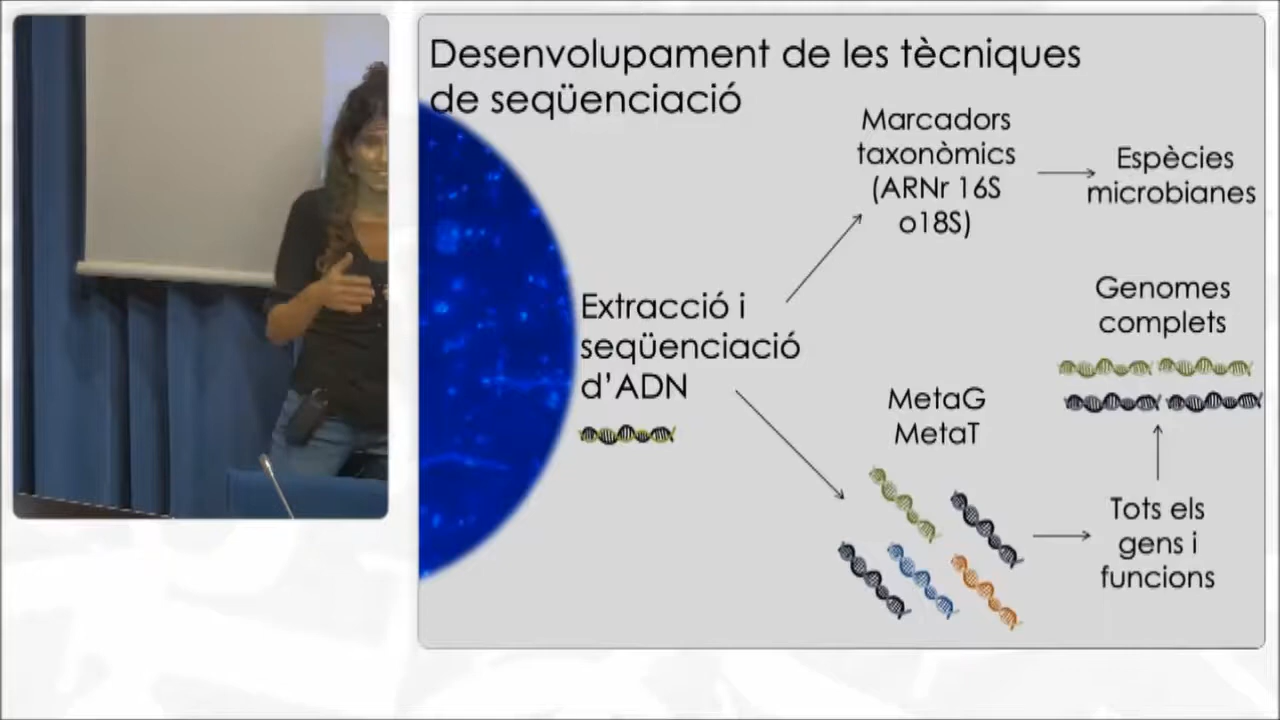 Desenvolupament de les tècniques
de seqüenciació
Marcadors
taxonòmics
(ARNr 16S
o18S)
Espècies
microbianes
Extracció i
seqüenciació
d'ADN
MetaG
MetaT
Genomes
complets
Tots els
gens i
funcions